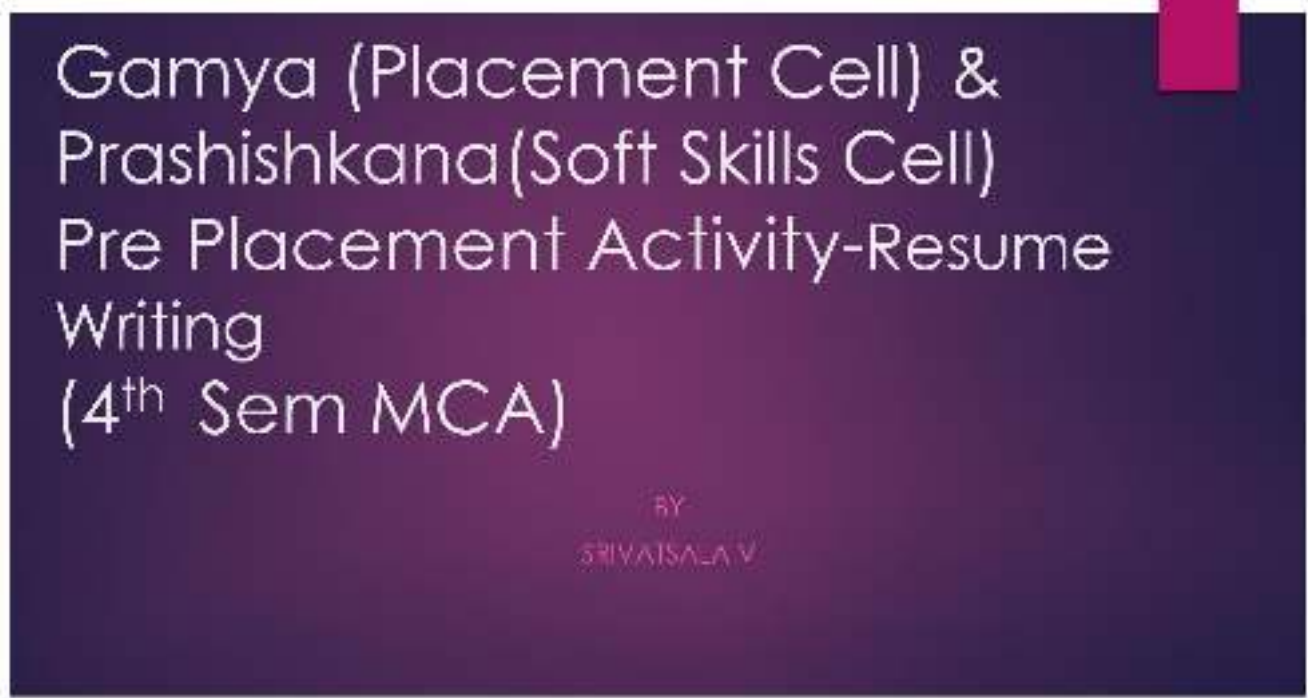 Gamya (Placement Cell) &
Prashishkana(Soft Skills Cell)
Pre Placement Activity-Resume
Writing
(4th Sem MCA)
BY
SRIVATSALA V